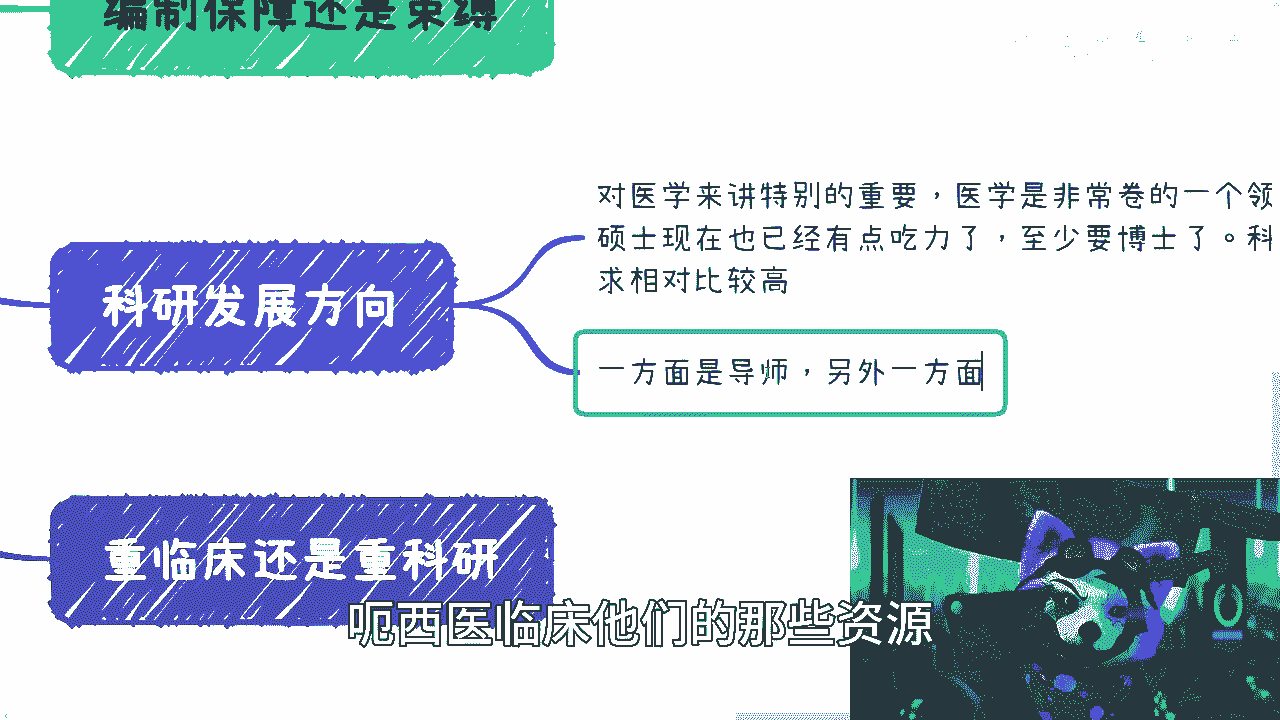 编制保障还是束缚
对医学来讲特别的重要，医学是非常卷的一个领
硕士现在也已经有点吃力了，至少要博士了。科
求相对比较高
科研发展方向
一方面是导师，另外一方面
重临床还是重科研
呃西医临床他们的那些资源